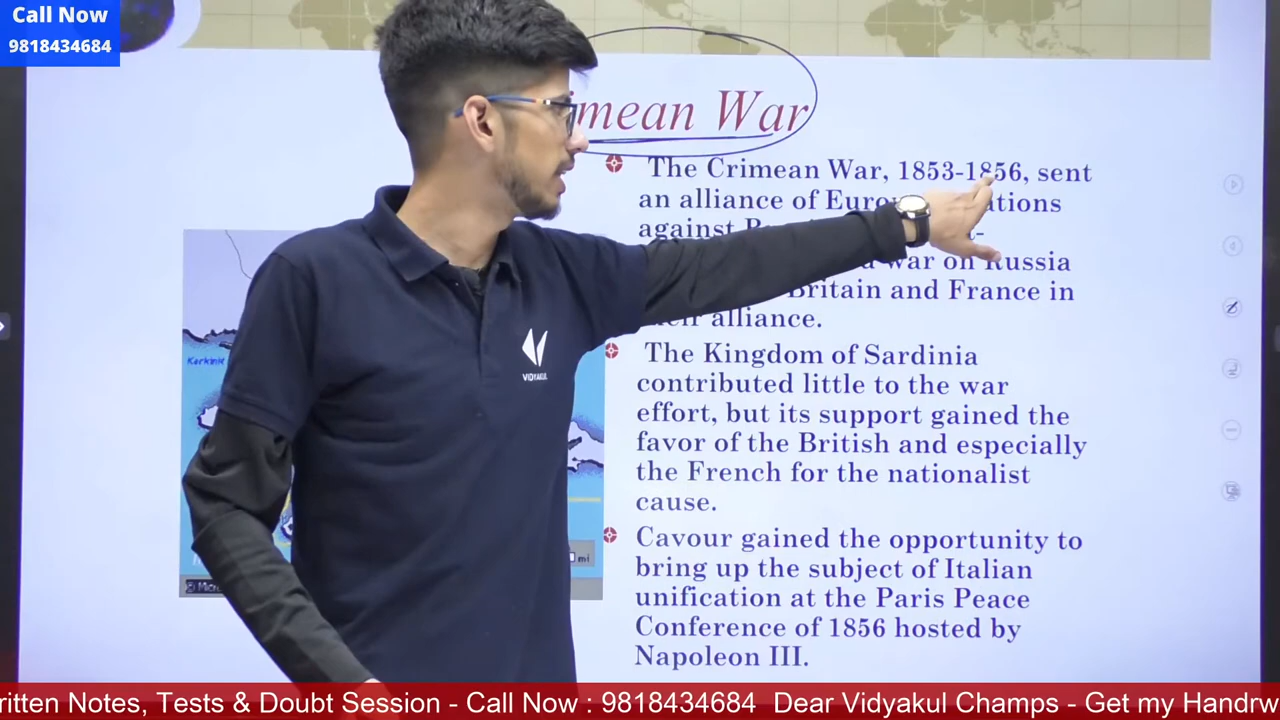 Call Now
9818434684
mean War
The Crimean War, 1853-1856, sent
an alliance of
against
war on Russia
Britain and France in
alliance.
The Kingdom of Sardinia
contributed little to the war
effort, but its support gained the
favor of the British and especially
the French for the nationalist
cause.
Cavour gained the opportunity to
bring up the subject of Italian
unification at the Paris Peace
Conference of 1856 hosted by
Napoleon III.
VIDYAKUL
mi
ritten Notes, Tests & Doubt Session - Call Now : 9818434684 Dear Vidyakul Champs - Get my Handrw